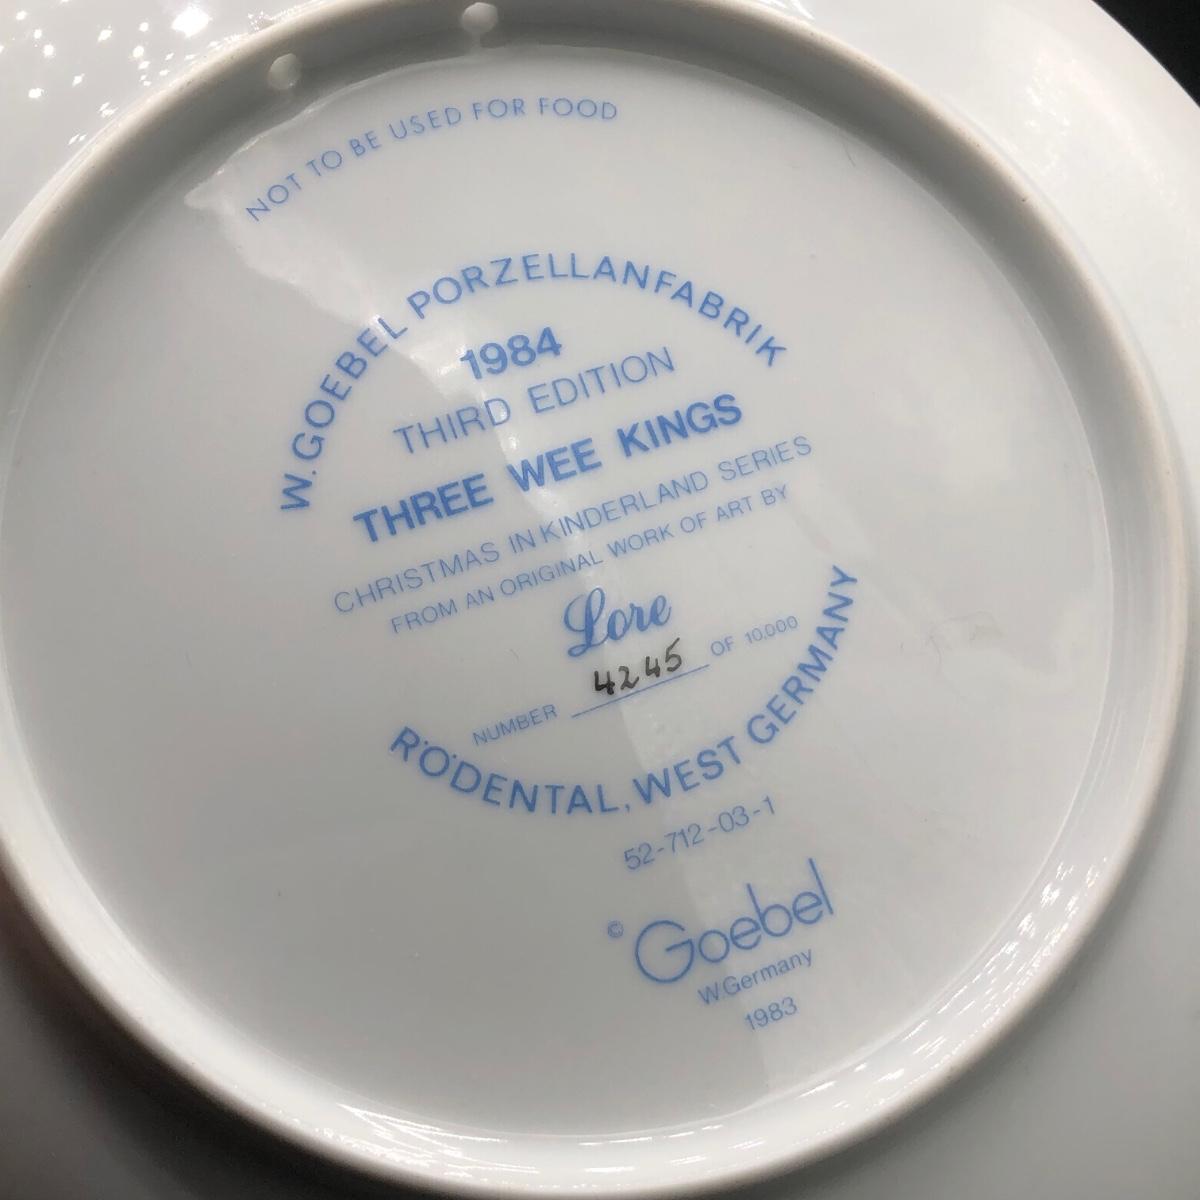 NOT TO BE USED FOR FOOD
W. GOEBEL PORZELLANFABRIK
1984
THIRD EDITION
THREE WEE KINGS
CHRISTMAS IN KINDERLAND SERIES
FROM AN ORIGINAL WORK OF ART BY
Lore
NUMBER 4245 OF 10,000
RÖDENTAL, WEST GERMANY
52-712-03-1
© Goebel
W.Germany
1983